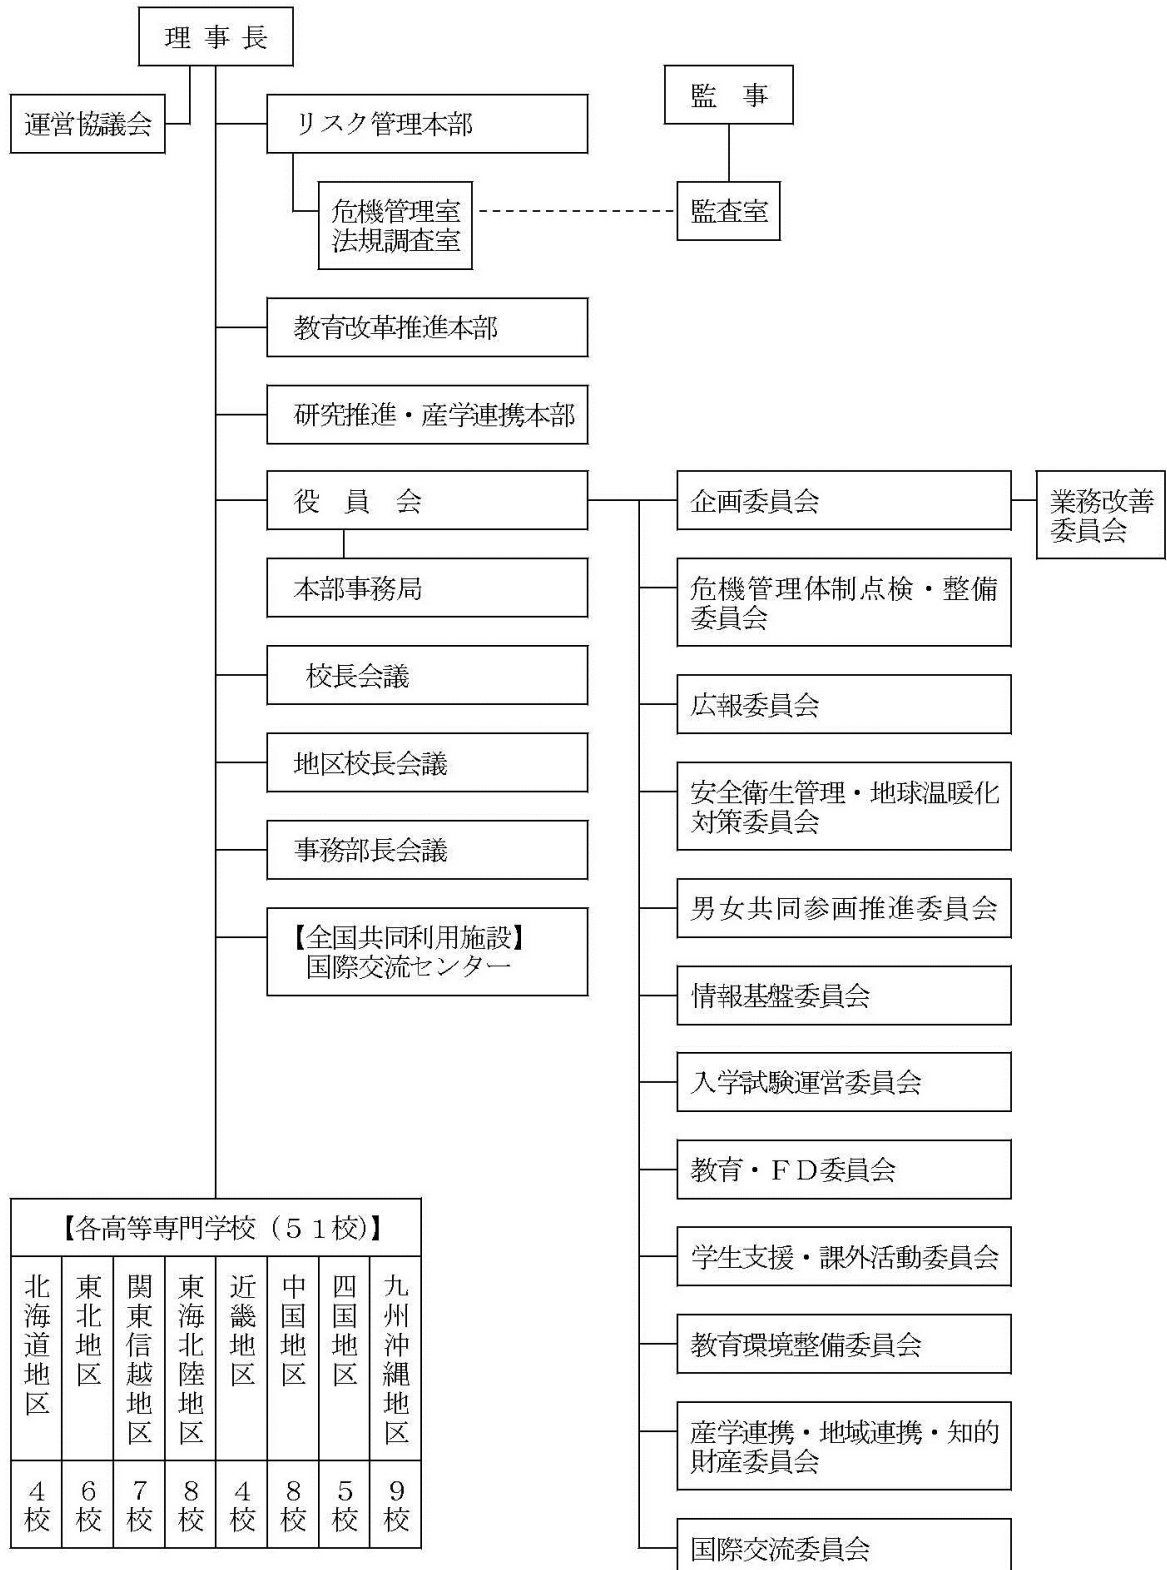 理事長
運営協議会
リスク管理本部
監　事
危機管理室
法規調査室
監査室
教育改革推進本部
研究推進・産学連携本部
役　員　会
企画委員会
業務改善
委員会
本部事務局
危機管理体制点検・整備
委員会
校長会議
広報委員会
地区校長会議
安全衛生管理・地球温暖化
対策委員会
事務部長会議
男女共同参画推進委員会
【全国共同利用施設】
国際交流センター
情報基盤委員会
入学試験運営委員会
教育・ＦＤ委員会
学生支援・課外活動委員会
教育環境整備委員会
産学連携・地域連携・知的
財産委員会
国際交流委員会
【各高等専門学校（５１校）】
北海道地区
東北地区
関東信越地区
東海北陸地区
近畿地区
中国地区
四国地区
九州沖縄地区
４校
６校
７校
８校
４校
８校
５校
９校